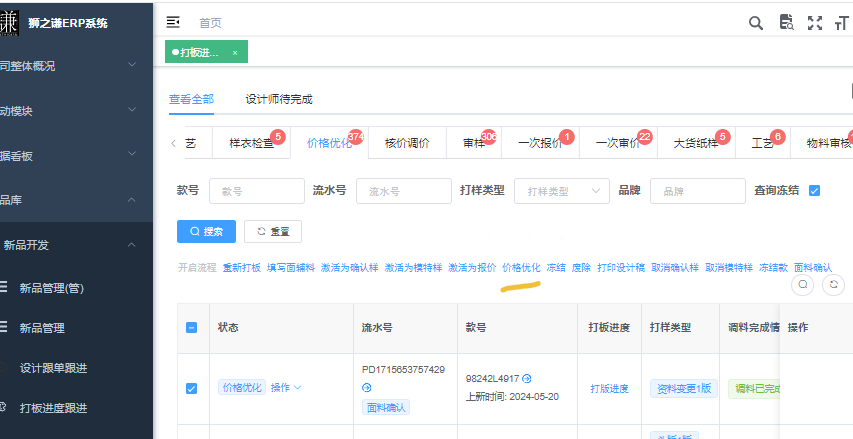 谦 狮之谦ERP系统
首页
打板进... ×
司整体概况
动模块
据看板
品库
新品开发
新品管理(管)
新品管理
设计跟单跟进
打板进度跟进
查看全部 设计师待完成
艺 样衣检查 5 价格优化 374 核价调价 审样 306 一次报价 1 一次审价 22 大货纸样 5 工艺 6 物料审核
款号 款号 流水号 流水号 打样类型 打样类型 品牌 品牌 查询冻结
搜索 重置
开启流程 重新打板 填写面辅料 激活为确认样 激活为模特样 激活为报价 价格优化 冻结 废除 打印设计稿 取消确认样 取消模特样 冻结款 面料确认
状态 流水号 款号 打板进度 打样类型 调料完成情 操作
价格优化 操作 PD1715653757429 面料确认 98242L4917 上新时间: 2024-05-20 打版进度 资料变更1版 调料已完成